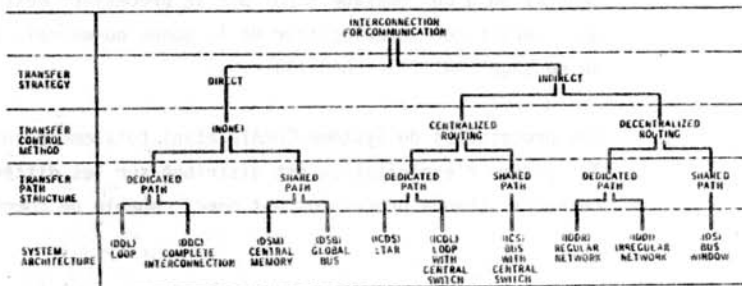 INTERCONNECTION
FOR COMMUNICATION
TRANSFER
STRATEGY
DIRECT
INDIRECT
TRANSFER
CONTROL
METHOD
(NONE)
CENTRALIZED
ROUTING
DECENTRALIZED
ROUTING
TRANSFER
PATH
STRUCTURE
DEDICATED
PATH
SHARED
PATH
DEDICATED
PATH
SHARED
PATH
DEDICATED
PATH
SHARED
PATH
SYSTEM
ARCHITECTURE
(DDL)
LOOP
(DDC)
COMPLETE
INTERCONNECTION
(DSM)
CENTRAL
MEMORY
(DSB)
GLOBAL
BUS
(ICDS)
STAR
(ICDL)
LOOP
WITH
CENTRAL
SWITCH
(ICS)
BUS
WITH
CENTRAL
SWITCH
(IDDR)
REGULAR
NETWORK
(IDDI)
IRREGULAR
NETWORK
(IDS)
BUS
WINDOW